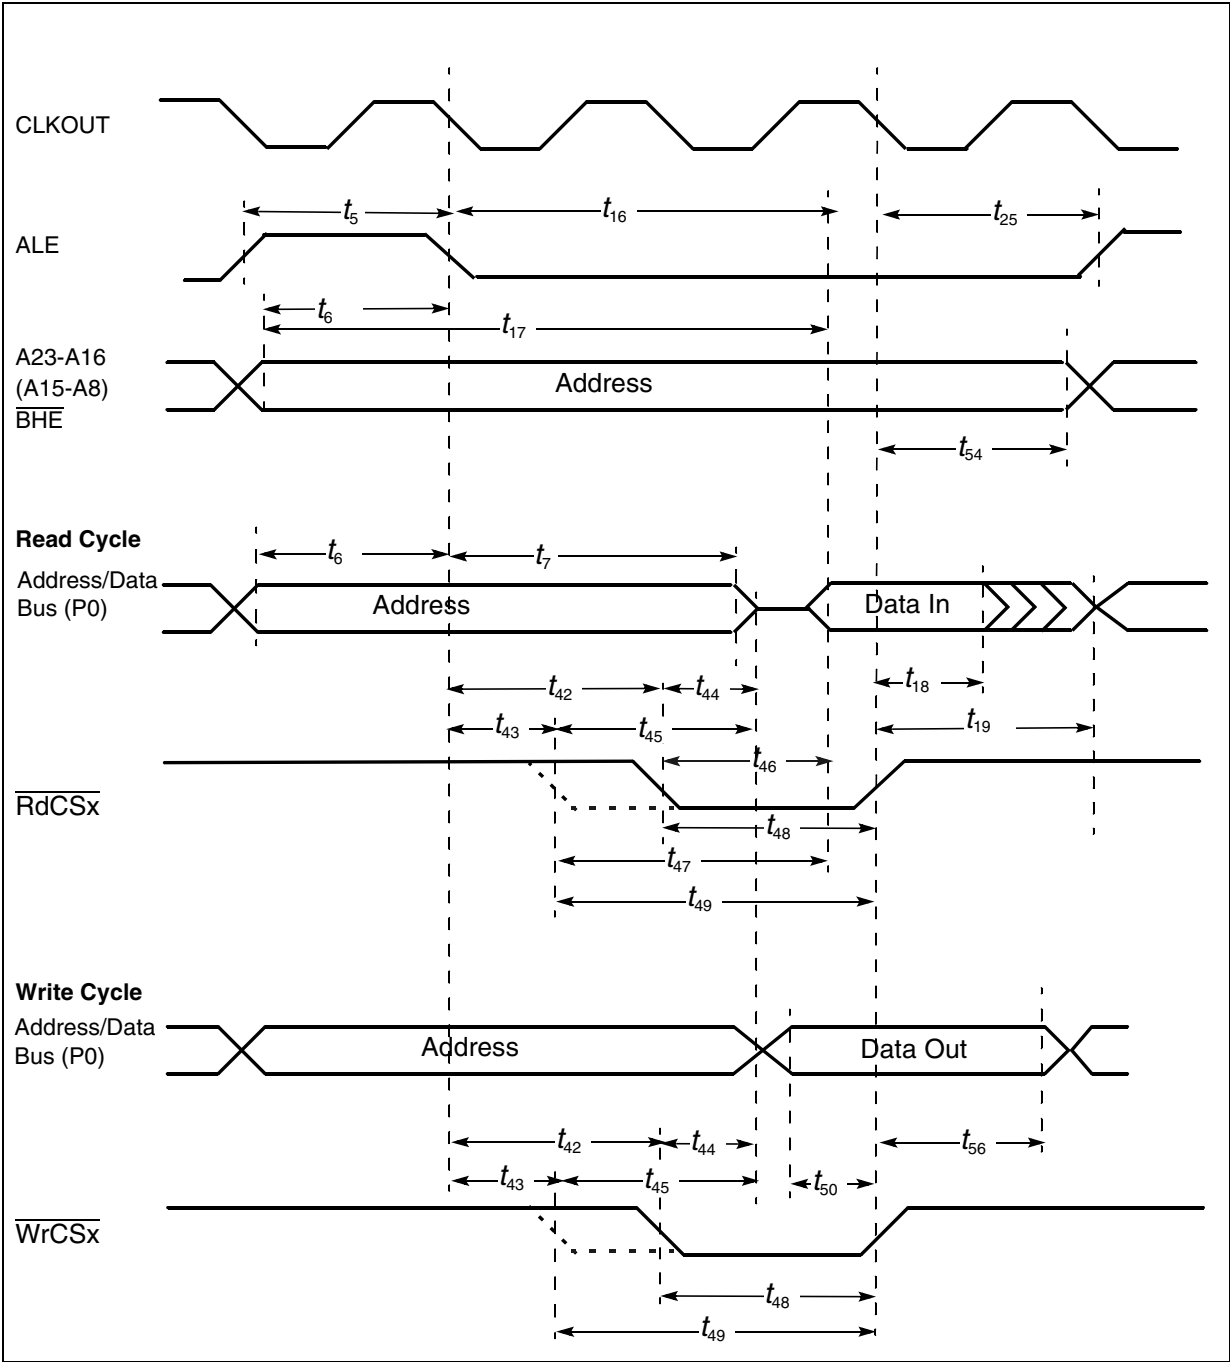 CLKOUT
t5
t16
t25
ALE
t6
t17
A23-A16
(A15-A8)
BHE
Address
t54
Read Cycle
t6
t7
Address/Data
Bus (P0)
Address
Data In
t42
t44
t18
t43
t45
t19
t46
RdCSx
t48
t47
t49
Write Cycle
Address/Data
Bus (P0)
Address
Data Out
t42
t44
t56
t43
t45
t50
WrCSx
t48
t49